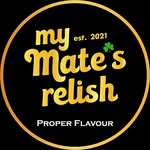 my
est. 2021
Mate's
relish
PROPER FLAVOUR